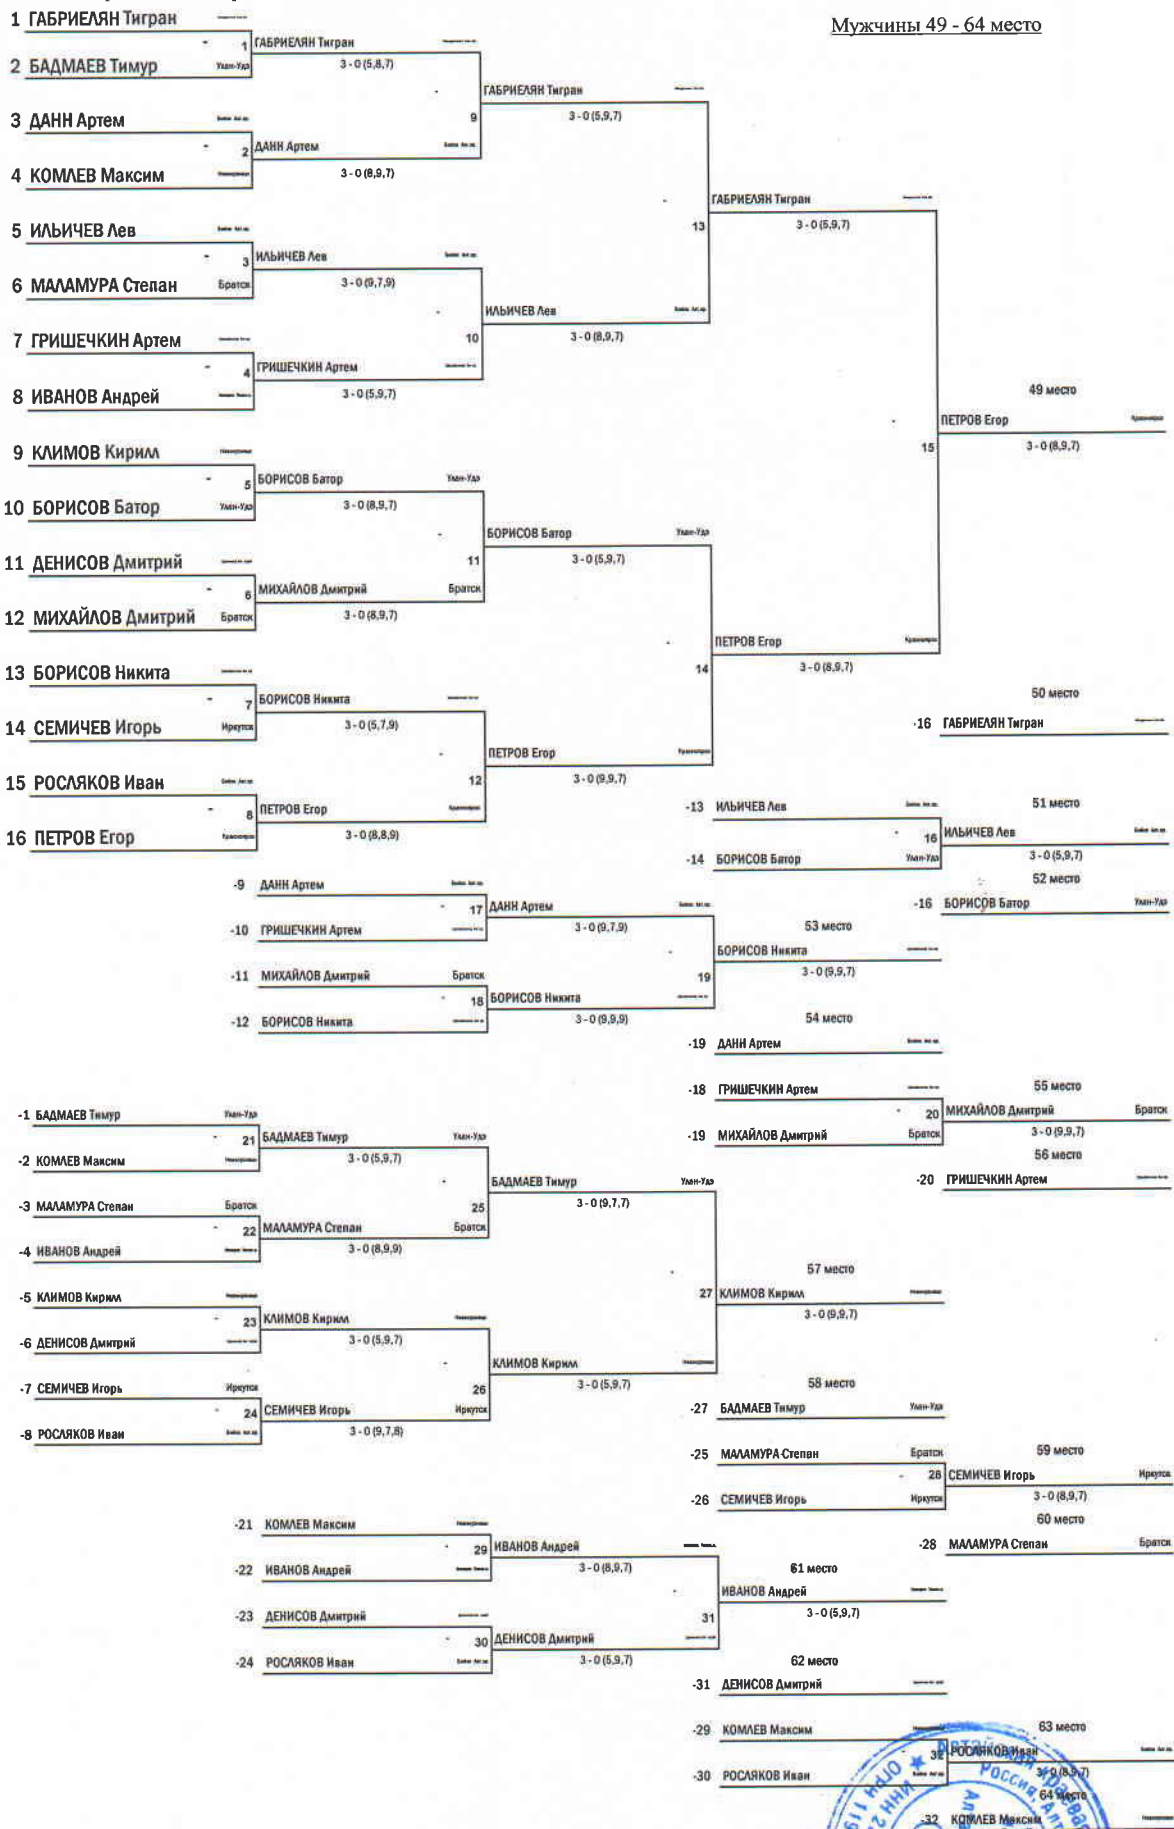 Мужчины 49 - 64 место
1 ГАБРИЕЛЯН Тигран
- 1 ГАБРИЕЛЯН Тигран
2 БАДМАЕВ Тимур Улан-Удэ
3 - 0 (5,8,7)
ГАБРИЕЛЯН Тигран
- 9
3 - 0 (5,9,7)
3 ДАНН Артем
- 2 ДАНН Артем
4 КОМЛЕВ Максим
3 - 0 (8,9,7)
ГАБРИЕЛЯН Тигран
- 13
3 - 0 (5,9,7)
5 ИЛЬИЧЕВ Лев
- 3 ИЛЬИЧЕВ Лев
6 МАЛАМУРА Степан Братск
3 - 0 (9,7,9)
ИЛЬИЧЕВ Лев
- 10
3 - 0 (8,9,7)
7 ГРИШЕЧКИН Артем
- 4 ГРИШЕЧКИН Артем
8 ИВАНОВ Андрей
3 - 0 (5,9,7)
49 место
ПЕТРОВ Егор Красноярск
- 15
3 - 0 (8,9,7)
9 КЛИМОВ Кирилл
- 5 БОРИСОВ Батор Улан-Удэ
10 БОРИСОВ Батор Улан-Удэ
3 - 0 (8,9,7)
БОРИСОВ Батор Улан-Удэ
- 11
3 - 0 (5,9,7)
11 ДЕНИСОВ Дмитрий
- 6 МИХАЙЛОВ Дмитрий Братск
12 МИХАЙЛОВ Дмитрий Братск
3 - 0 (8,9,7)
ПЕТРОВ Егор Красноярск
- 14
3 - 0 (8,9,7)
13 БОРИСОВ Никита
- 7 БОРИСОВ Никита
14 СЕМИЧЕВ Игорь Иркутск
3 - 0 (5,7,9)
50 место
-16 ГАБРИЕЛЯН Тигран
ПЕТРОВ Егор Красноярск
- 12
3 - 0 (9,9,7)
15 РОСЛЯКОВ Иван
- 8 ПЕТРОВ Егор Красноярск
16 ПЕТРОВ Егор Красноярск
3 - 0 (8,8,9)
-13 ИЛЬИЧЕВ Лев
51 место
- 16 ИЛЬИЧЕВ Лев
-14 БОРИСОВ Батор Улан-Удэ
3 - 0 (5,9,7)
52 место
-16 БОРИСОВ Батор Улан-Удэ
-9 ДАНН Артем
- 17 ДАНН Артем
-10 ГРИШЕЧКИН Артем
3 - 0 (9,7,9)
53 место
БОРИСОВ Никита
- 19
3 - 0 (9,9,7)
-11 МИХАЙЛОВ Дмитрий Братск
- 18 БОРИСОВ Никита
-12 БОРИСОВ Никита
3 - 0 (9,9,9)
54 место
-19 ДАНН Артем
-18 ГРИШЕЧКИН Артем
55 место
- 20 МИХАЙЛОВ Дмитрий Братск
-19 МИХАЙЛОВ Дмитрий Братск
3 - 0 (9,9,7)
56 место
-20 ГРИШЕЧКИН Артем
-1 БАДМАЕВ Тимур Улан-Удэ
- 21 БАДМАЕВ Тимур Улан-Удэ
-2 КОМЛЕВ Максим
3 - 0 (5,9,7)
БАДМАЕВ Тимур Улан-Удэ
- 25
3 - 0 (9,7,7)
-3 МАЛАМУРА Степан Братск
- 22 МАЛАМУРА Степан Братск
-4 ИВАНОВ Андрей
3 - 0 (8,9,9)
57 место
- 27 КЛИМОВ Кирилл
3 - 0 (9,9,7)
-5 КЛИМОВ Кирилл
- 23 КЛИМОВ Кирилл
-6 ДЕНИСОВ Дмитрий
3 - 0 (5,9,7)
КЛИМОВ Кирилл
- 26
3 - 0 (5,9,7)
-7 СЕМИЧЕВ Игорь Иркутск
- 24 СЕМИЧЕВ Игорь Иркутск
-8 РОСЛЯКОВ Иван
3 - 0 (9,7,8)
58 место
-27 БАДМАЕВ Тимур Улан-Удэ
-25 МАЛАМУРА Степан Братск
59 место
- 28 СЕМИЧЕВ Игорь Иркутск
-26 СЕМИЧЕВ Игорь Иркутск
3 - 0 (8,9,7)
60 место
-28 МАЛАМУРА Степан Братск
-21 КОМЛЕВ Максим
- 29 ИВАНОВ Андрей
-22 ИВАНОВ Андрей
3 - 0 (8,9,7)
61 место
ИВАНОВ Андрей
- 31
3 - 0 (5,9,7)
-23 ДЕНИСОВ Дмитрий
- 30 ДЕНИСОВ Дмитрий
-24 РОСЛЯКОВ Иван
3 - 0 (5,9,7)
62 место
-31 ДЕНИСОВ Дмитрий
-29 КОМЛЕВ Максим
63 место
- 32 РОСЛЯКОВ Иван
-30 РОСЛЯКОВ Иван
3 - 0 (8,9,7)
64 место
-32 КОМЛЕВ Максим